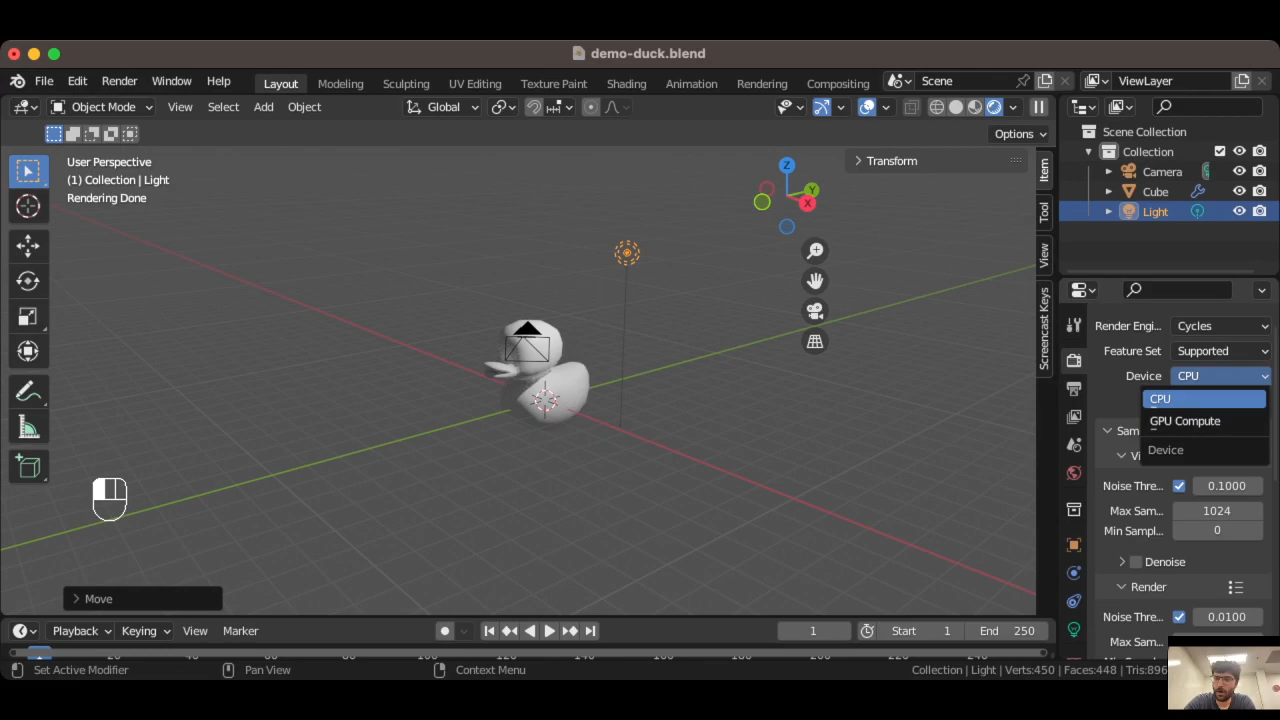 demo-duck.blend
File Edit Render Window Help Layout Modeling Sculpting UV Editing Texture Paint Shading Animation Rendering Compositing Scene ViewLayer
Object Mode View Select Add Object Global
Options
User Perspective
(1) Collection | Light
Rendering Done
Transform
Z
Y
X
Item
Tool
View
Screencast Keys
Scene Collection
Collection
Camera
Cube
Light
Render Engi... Cycles
Feature Set Supported
Device CPU
CPU
GPU Compute
Device
Noise Thre... 0.1000
Max Sam... 1024
Min Sampl... 0
Denoise
Render
Noise Thre... 0.0100
Max Sam...
Move
Playback Keying View Marker 1 Start 1 End 250
Set Active Modifier Pan View Context Menu Collection | Light | Verts:450 | Faces:448 | Tris:896